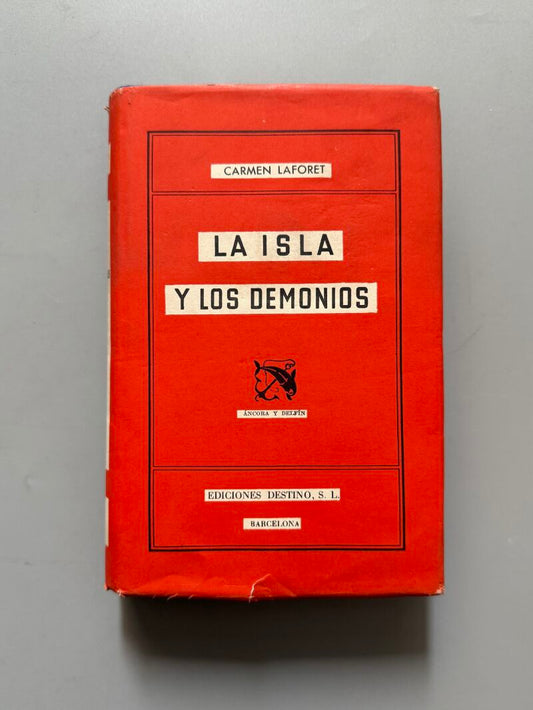 CARMEN LAFORET
LA ISLA
Y LOS DEMONIOS
ÁNCORA Y DELFÍN
EDICIONES DESTINO, S. L.
BARCELONA